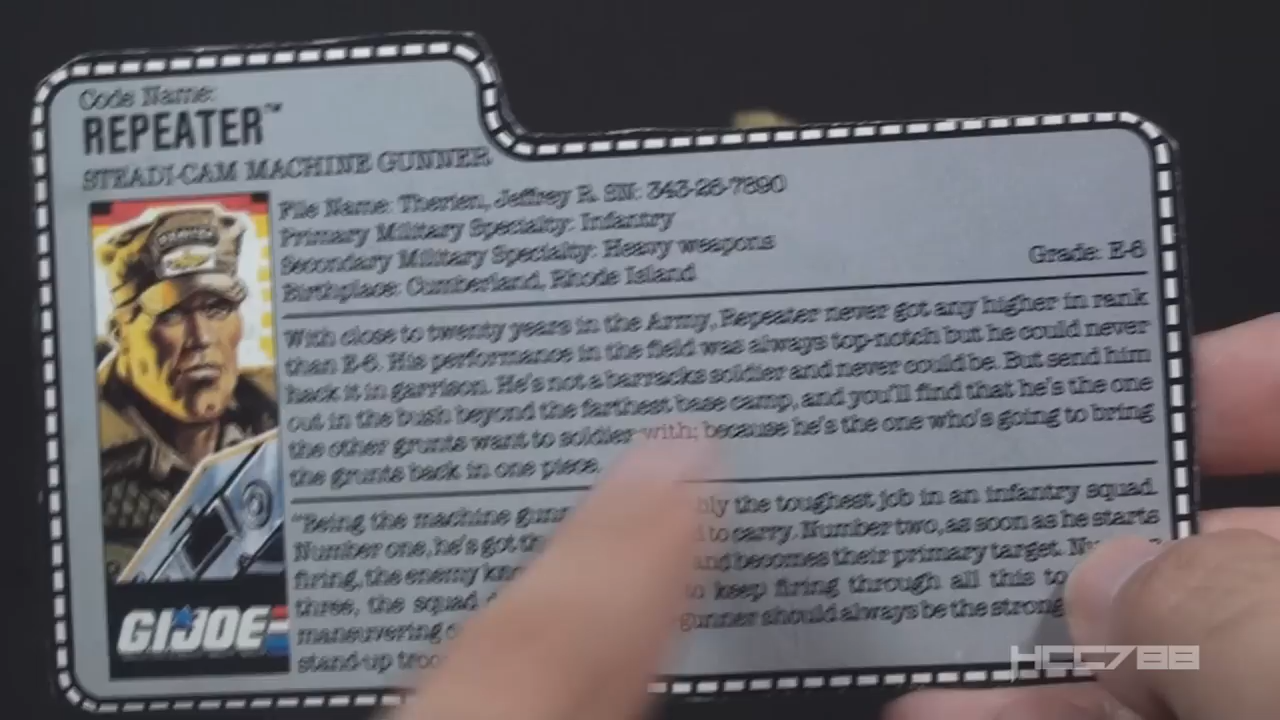 Code Name:
REPEATER™
STEADI-CAM MACHINE GUNNER
File Name: Therien, Jeffrey R. SN: 343-26-7890
Primary Military Specialty: Infantry
Secondary Military Specialty: Heavy weapons
Birthplace: Cumberland, Rhode Island
Grade: E-6
With close to twenty years in the Army, Repeater never got any higher in rank
than E-6. His performance in the field was always top-notch but he could never
hack it in garrison. He's not a barracks soldier and never could be. But send him
out in the bush beyond the farthest base camp, and you'll find that he's the one
the other grunts want to soldier with; because he's the one who's going to bring
the grunts back in one piece.
"Being the machine the toughest job in an infantry squad.
Number one, he's got to carry. Number two, as soon as he starts
firing, the enemy and becomes their primary target.
three, the squad keep firing through all this
maneuvering gunner should always be the
stand-up
REPEATER
GI JOE
HCC788